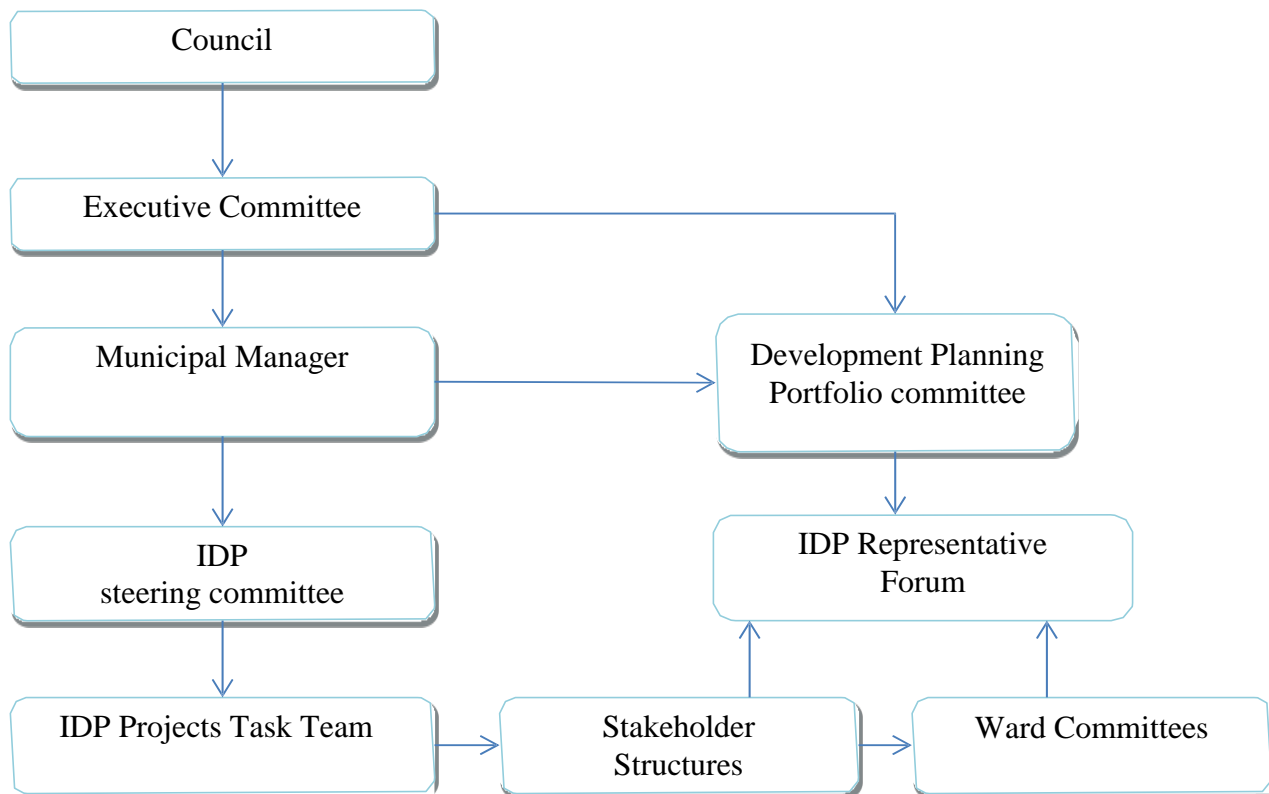 Council
Executive Committee
Municipal Manager
Development Planning
Portfolio committee
IDP
steering committee
IDP Representative
Forum
IDP Projects Task Team
Stakeholder
Structures
Ward Committees